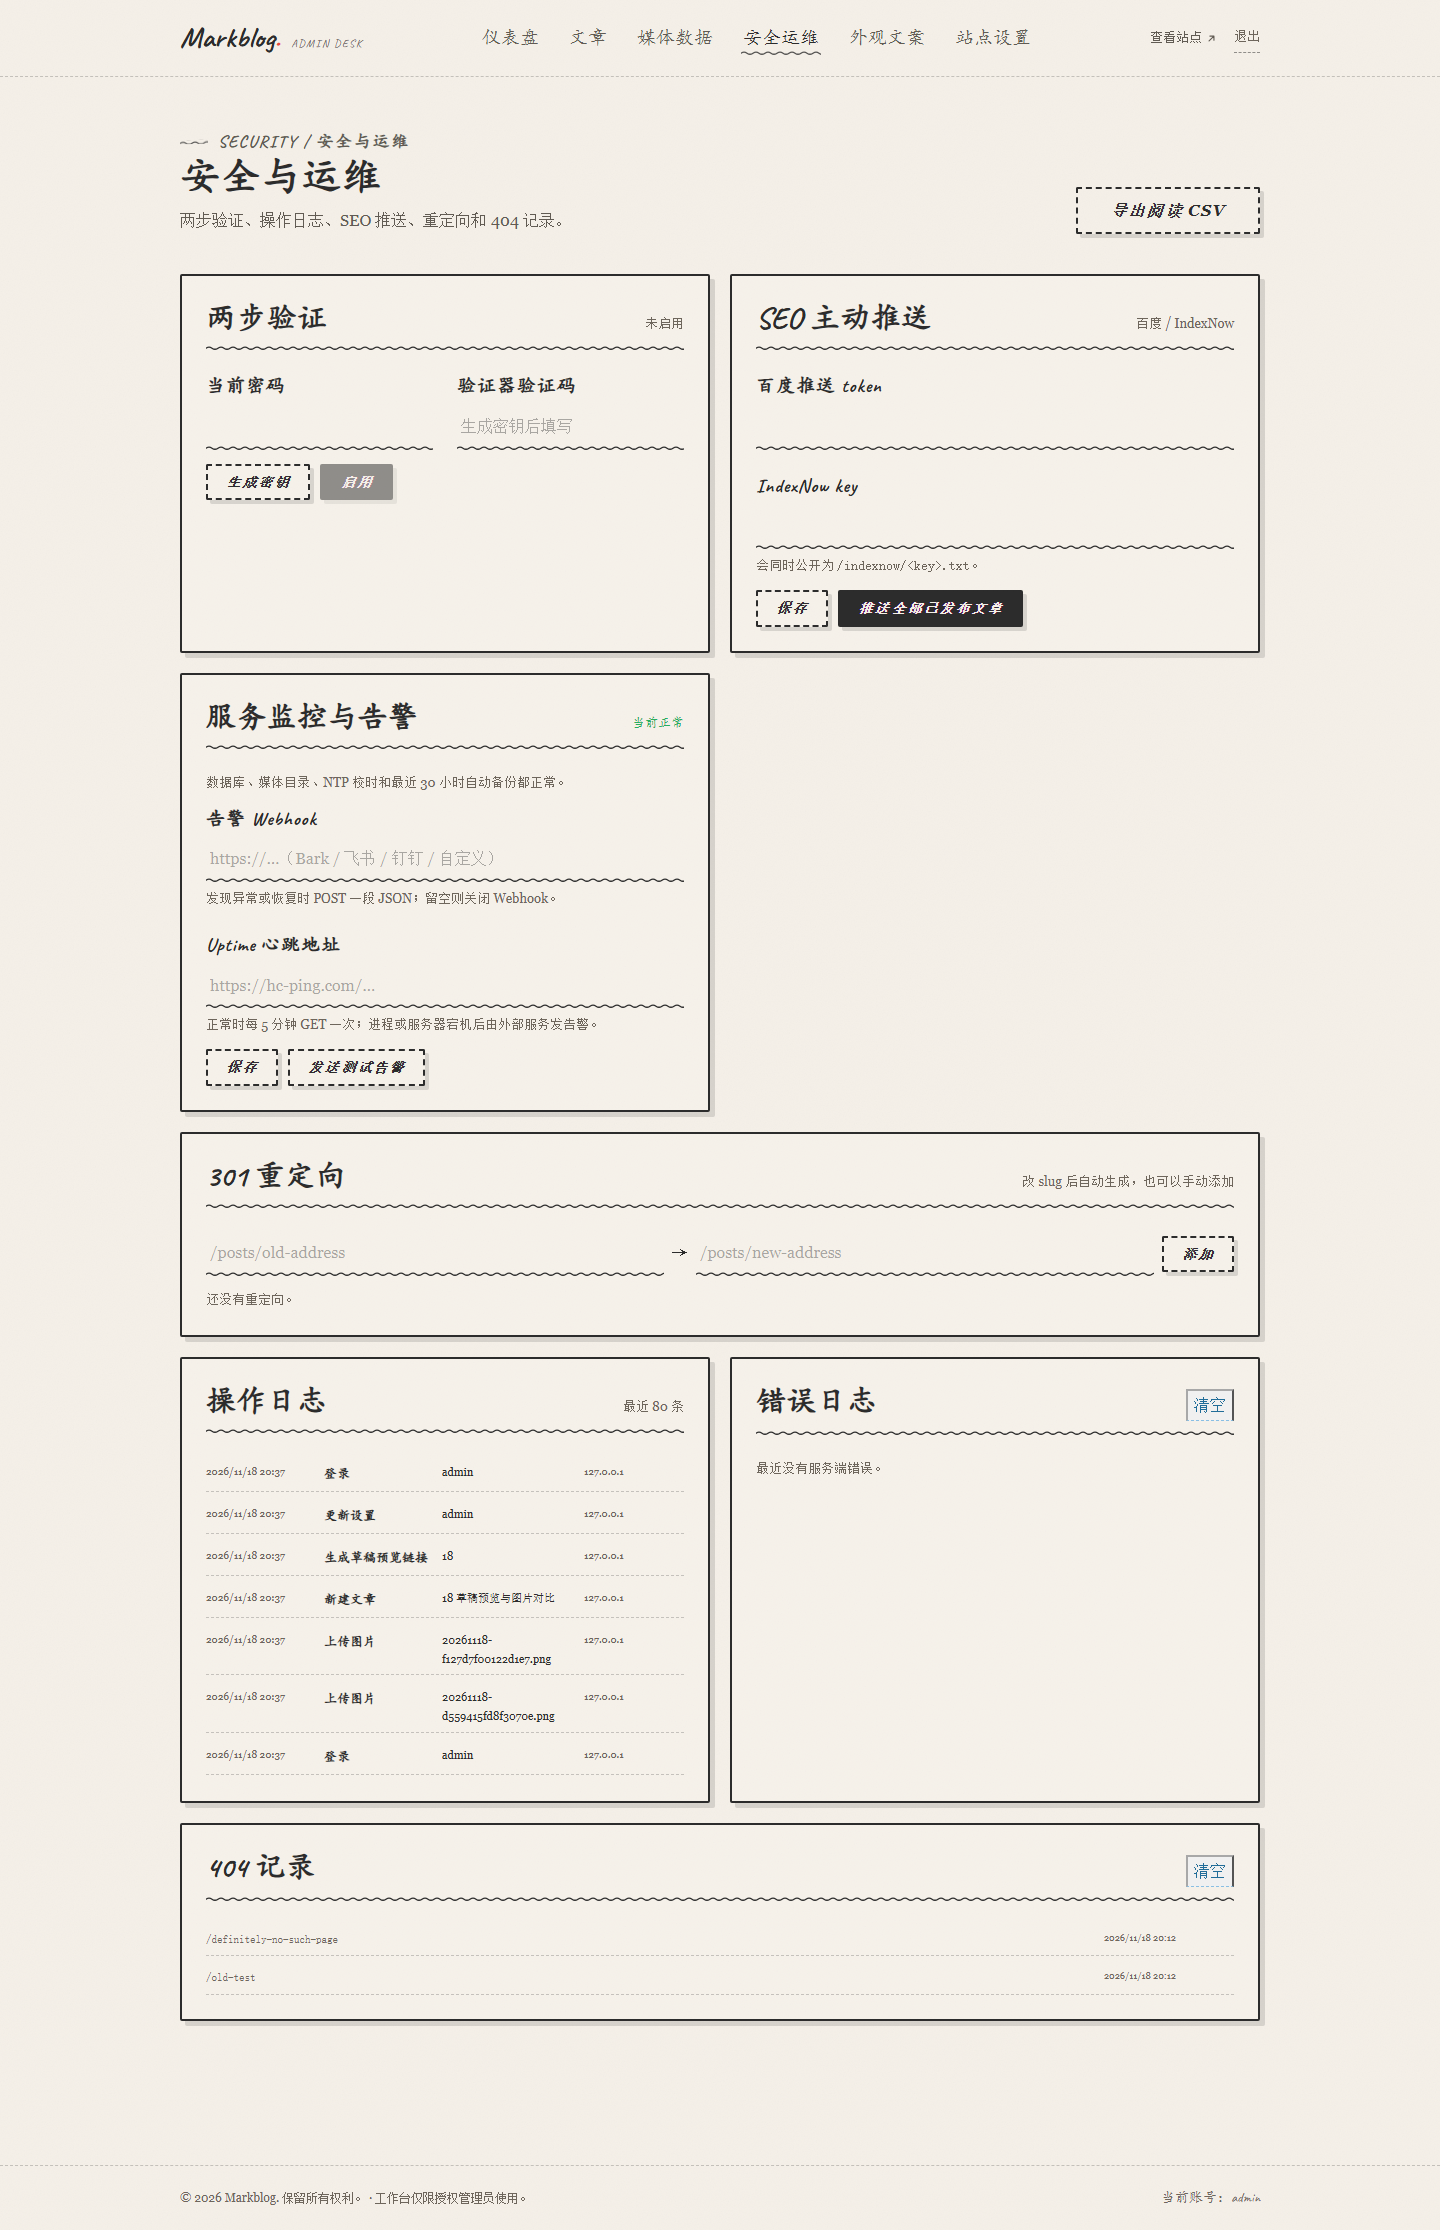 Markblog. ADMIN DESK
仪表盘 文章 媒体数据 安全运维 外观文案 站点设置
查看站点 ↗ 退出
SECURITY / 安全与运维
安全与运维
两步验证、操作日志、SEO 推送、重定向和 404 记录。
导出阅读 CSV
两步验证 未启用
当前密码 验证器验证码
生成密钥后填写
生成密钥 启用
SEO 主动推送 百度 / IndexNow
百度推送 token
IndexNow key
会同时公开为 /indexnow/<key>.txt。
保存 推送全部已发布文章
服务监控与告警 当前正常
数据库、媒体目录、NTP 校时和最近 30 小时自动备份都正常。
告警 Webhook
https://...（Bark / 飞书 / 钉钉 / 自定义）
发现异常或恢复时 POST 一段 JSON；留空则关闭 Webhook。
Uptime 心跳地址
https://hc-ping.com/...
正常时每 5 分钟 GET 一次；进程或服务器宕机后由外部服务发告警。
保存 发送测试告警
301 重定向 改 slug 后自动生成，也可以手动添加
/posts/old-address → /posts/new-address 添加
还没有重定向。
操作日志 最近 80 条
2026/11/18 20:37 登录 admin 127.0.0.1
2026/11/18 20:37 更新设置 admin 127.0.0.1
2026/11/18 20:37 生成草稿预览链接 18 127.0.0.1
2026/11/18 20:37 新建文章 18 草稿预览与图片对比 127.0.0.1
2026/11/18 20:37 上传图片 20261118- 127.0.0.1
f127d7f00122d1e7.png
2026/11/18 20:37 上传图片 20261118- 127.0.0.1
d559415fd8f3070e.png
2026/11/18 20:37 登录 admin 127.0.0.1
错误日志 清空
最近没有服务端错误。
404 记录 清空
/definitely-no-such-page 2026/11/18 20:12
/old-test 2026/11/18 20:12
© 2026 Markblog. 保留所有权利。 · 工作台仅限授权管理员使用。
当前账号：admin